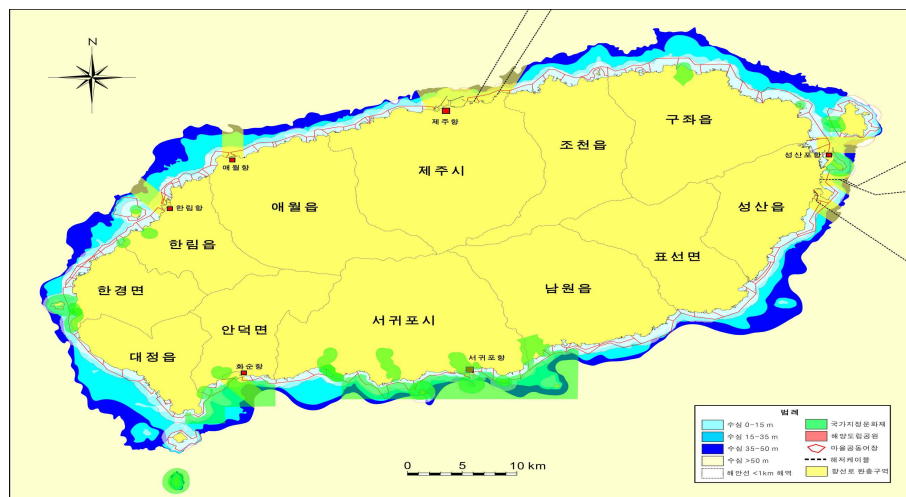 N
구좌읍
제주항
조천읍
성산포항
애월항
제주시
한림항
애월읍
성산읍
한림읍
표선면
한경면
남원읍
서귀포시
안덕면
대정읍
화순항
서귀포항
0 5 10 km
범 례
수심 0-15 m
수심 15-35 m
수심 35-50 m
수심 >50 m
해안선 <1km 해역
국가지정문화재
해양도립공원
마을공동어장
해저케이블
항선로 완충구역